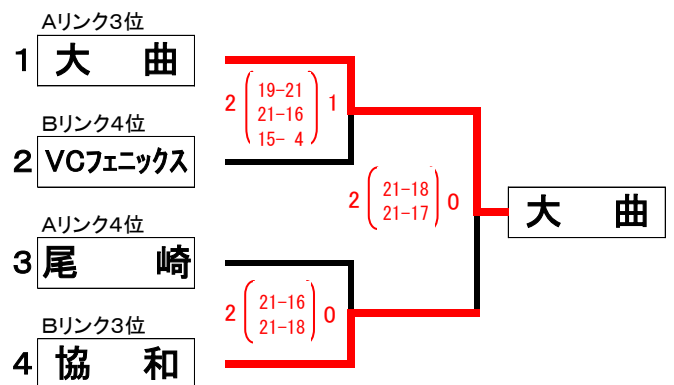 Aリンク3位
1 大 曲
Bリンク4位
2 VCフェニックス
Aリンク4位
3 尾 崎
Bリンク3位
4 協 和
2 ( 19-21 21-16 15- 4 ) 1
2 ( 21-16 21-18 ) 0
2 ( 21-18 21-17 ) 0
大 曲